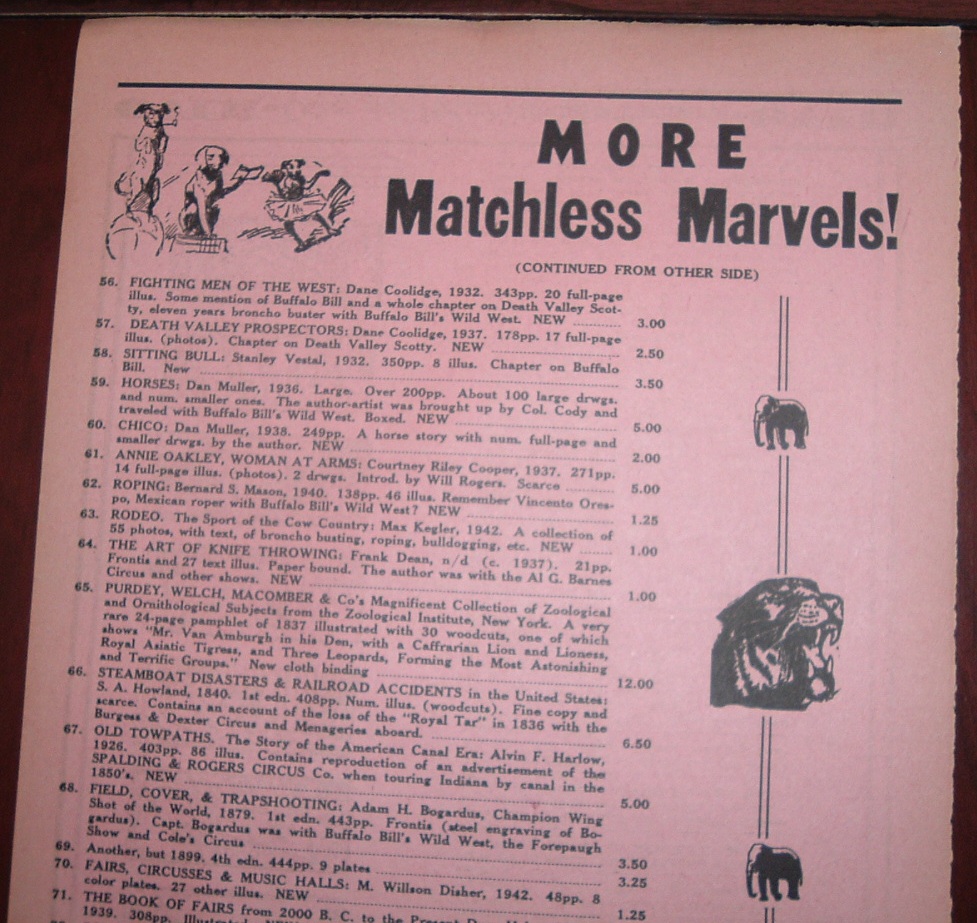 MORE
Matchless Marvels!
(CONTINUED FROM OTHER SIDE)
56. FIGHTING MEN OF THE WEST: Dane Coolidge, 1932. 343pp. 20 full-page
illus. Some mention of Buffalo Bill and a whole chapter on Death Valley Scot-
ty, eleven years broncho buster with Buffalo Bill's Wild West. NEW .......... 3.00
57. DEATH VALLEY PROSPECTORS: Dane Coolidge, 1937. 178pp. 17 full-page
illus. (photos). Chapter on Death Valley Scotty. NEW .......... 2.50
58. SITTING BULL: Stanley Vestal, 1932. 350pp. 8 illus. Chapter on Buffalo
Bill. New .......... 3.50
59. HORSES: Dan Muller, 1936. Large. Over 200pp. About 100 large drwgs.
and num. smaller ones. The author-artist was brought up by Col. Cody and
traveled with Buffalo Bill's Wild West. Boxed. NEW .......... 5.00
60. CHICO: Dan Muller, 1938. 249pp. A horse story with num. full-page and
smaller drwgs. by the author. NEW .......... 2.00
61. ANNIE OAKLEY, WOMAN AT ARMS: Courtney Riley Cooper, 1937. 271pp.
14 full-page illus. (photos). 2 drwgs. Introd. by Will Rogers. Scarce .......... 5.00
62. ROPING: Bernard S. Mason, 1940. 138pp. 46 illus. Remember Vincento Ores-
po, Mexican roper with Buffalo Bill's Wild West? NEW .......... 1.25
63. RODEO. The Sport of the Cow Country: Max Kegler, 1942. A collection of
55 photos, with text, of broncho busting, roping, bulldogging, etc. NEW .......... 1.00
64. THE ART OF KNIFE THROWING: Frank Dean, n/d (c. 1937). 21pp.
Frontis and 27 text illus. Paper bound. The author was with the Al G. Barnes
Circus and other shows. NEW .......... 1.00
65. PURDEY, WELCH, MACOMBER & Co's Magnificent Collection of Zoological
and Ornithological Subjects from the Zoological Institute, New York. A very
rare 24-page pamphlet of 1837 illustrated with 30 woodcuts, one of which
shows "Mr. Van Amburgh in his Den, with a Caffrarian Lion and Lioness,
Royal Asiatic Tigress, and Three Leopards, Forming the Most Astonishing
and Terrific Groups." New cloth binding .......... 12.00
66. STEAMBOAT DISASTERS & RAILROAD ACCIDENTS in the United States:
S. A. Howland, 1840. 1st edn. 408pp. Num. illus. (woodcuts). Fine copy and
scarce. Contains an account of the loss of the "Royal Tar" in 1836 with the
Burgess & Dexter Circus and Menageries aboard. .......... 6.50
67. OLD TOWPATHS. The Story of the American Canal Era: Alvin F. Harlow,
1926. 403pp. 86 illus. Contains reproduction of an advertisement of the
SPALDING & ROGERS CIRCUS Co. when touring Indiana by canal in the
1850's. NEW .......... 5.00
68. FIELD, COVER, & TRAPSHOOTING: Adam H. Bogardus, Champion Wing
Shot of the World, 1879. 1st edn. 443pp. Frontis (steel engraving of Bo-
gardus). Capt. Bogardus was with Buffalo Bill's Wild West, the Forepaugh
Show and Cole's Circus .......... 3.50
69. Another, but 1899. 4th edn. 444pp. 9 plates .......... 3.25
70. FAIRS, CIRCUSSES & MUSIC HALLS: M. Willson Disher, 1942. 48pp. 8
color plates. 27 other illus. NEW .......... 1.25
71. THE BOOK OF FAIRS from 2000 B. C. to the Present Day:
1939. 308pp. Illustrated.